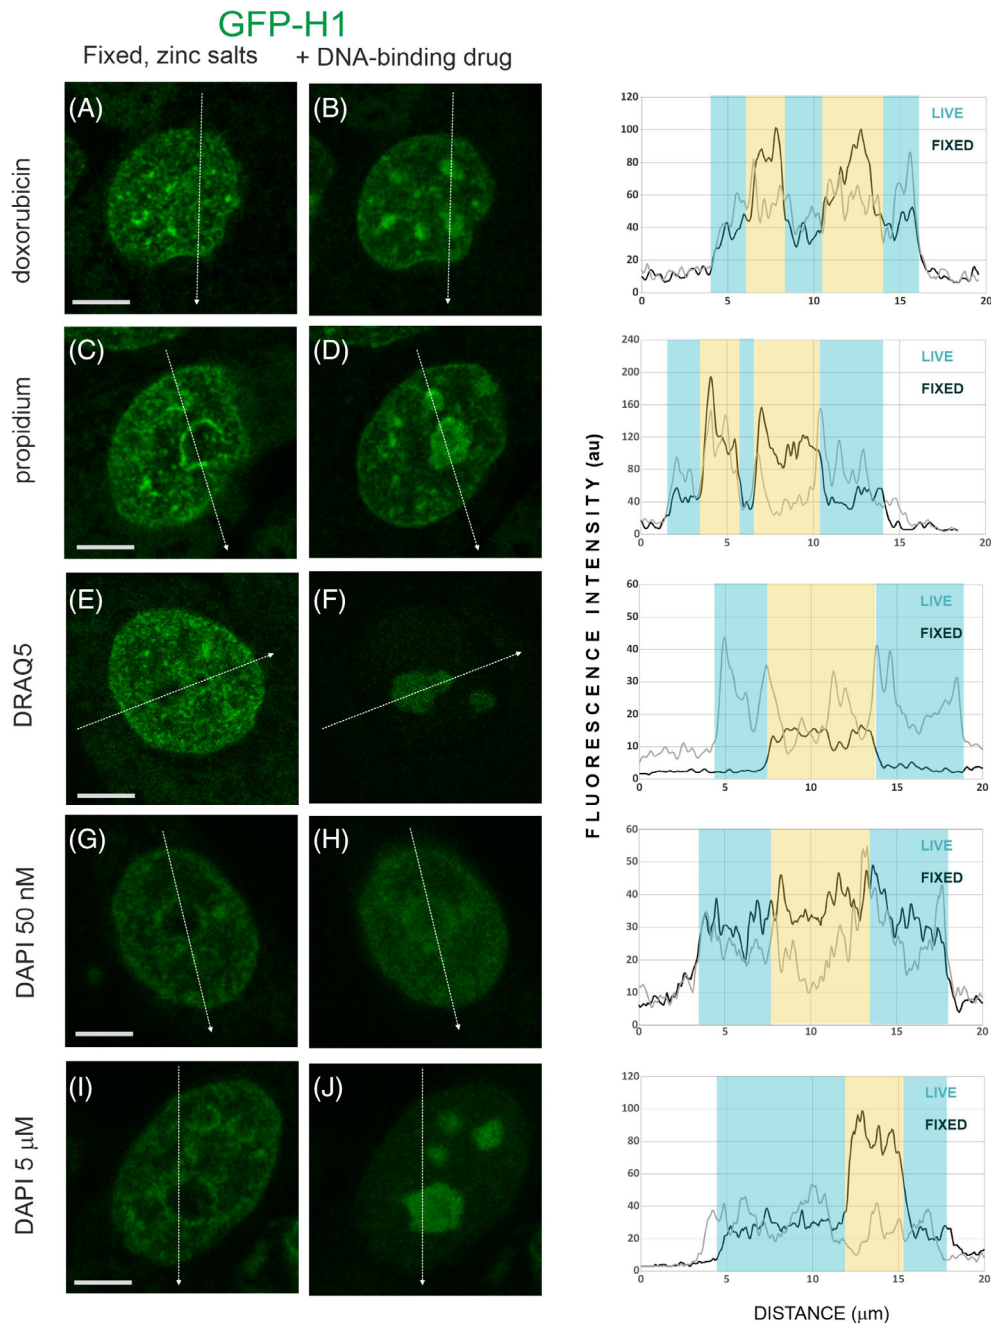 GFP-H1
Fixed, zinc salts + DNA-binding drug
doxorubicin
(A)
(B)
120
100
80
60
40
20
0
0 5 10 15 20
LIVE
FIXED
propidium
(C)
(D)
240
200
160
120
80
40
0
0 5 10 15 20
LIVE
FIXED
DRAQ5
(E)
(F)
60
50
40
30
20
10
0
0 5 10 15 20
LIVE
FIXED
DAPI 50 nM
(G)
(H)
60
50
40
30
20
10
0
0 5 10 15 20
LIVE
FIXED
DAPI 5 μM
(I)
(J)
120
100
80
60
40
20
0
0 5 10 15 20
LIVE
FIXED
FLUORESCENCE INTENSITY (au)
DISTANCE (μm)